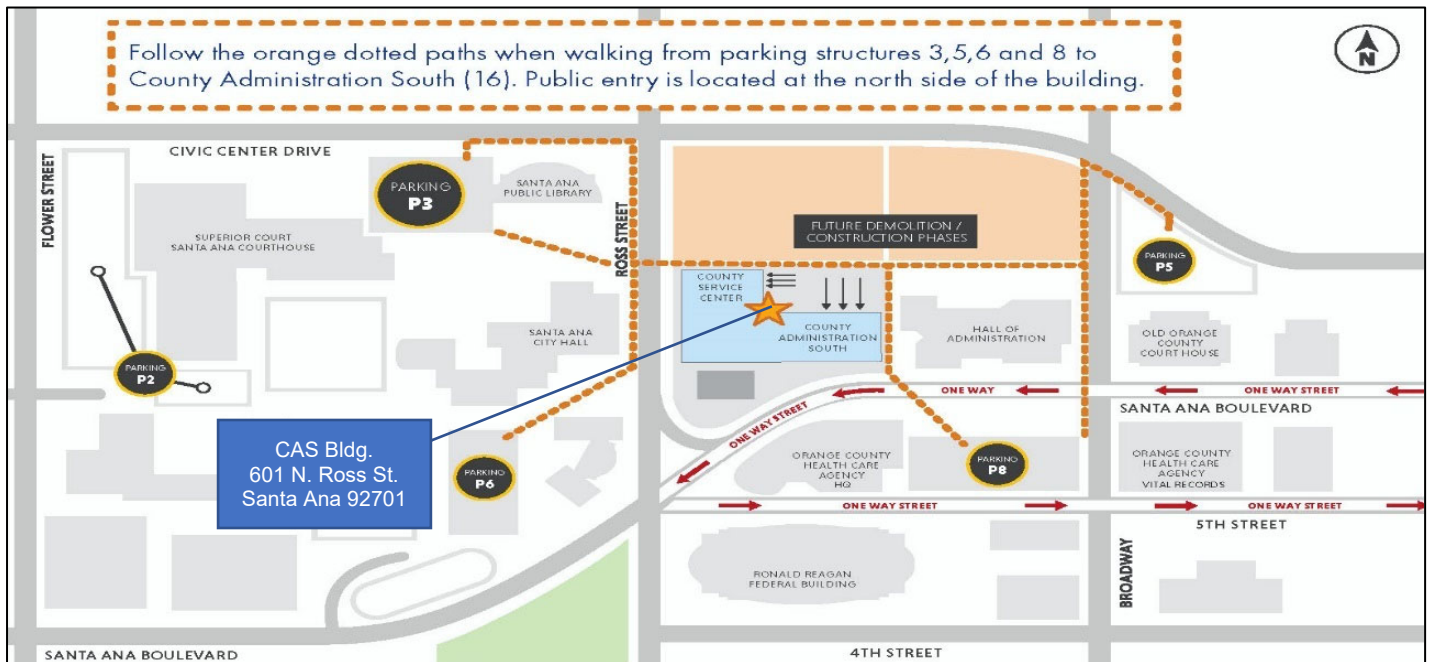 Follow the orange dotted paths when walking from parking structures 3,5,6 and 8 to
County Administration South (16). Public entry is located at the north side of the building.
N
CIVIC CENTER DRIVE
FLOWER STREET
PARKING
P3
SANTA ANA
PUBLIC LIBRARY
SUPERIOR COURT
SANTA ANA COURTHOUSE
ROSS STREET
FUTURE DEMOLITION /
CONSTRUCTION PHASES
PARKING
P5
COUNTY
SERVICE
CENTER
COUNTY
ADMINISTRATION
SOUTH
HALL OF
ADMINISTRATION
OLD ORANGE
COUNTY
COURT HOUSE
SANTA ANA
CITY HALL
PARKING
P2
ONE WAY
ONE WAY STREET
SANTA ANA BOULEVARD
ONE WAY STREET
CAS Bldg.
601 N. Ross St.
Santa Ana 92701
PARKING
P6
ORANGE COUNTY
HEALTH CARE
AGENCY
HQ
PARKING
P8
ORANGE COUNTY
HEALTH CARE
AGENCY
VITAL RECORDS
ONE WAY STREET
ONE WAY STREET
5TH STREET
RONALD REAGAN
FEDERAL BUILDING
BROADWAY
SANTA ANA BOULEVARD
4TH STREET